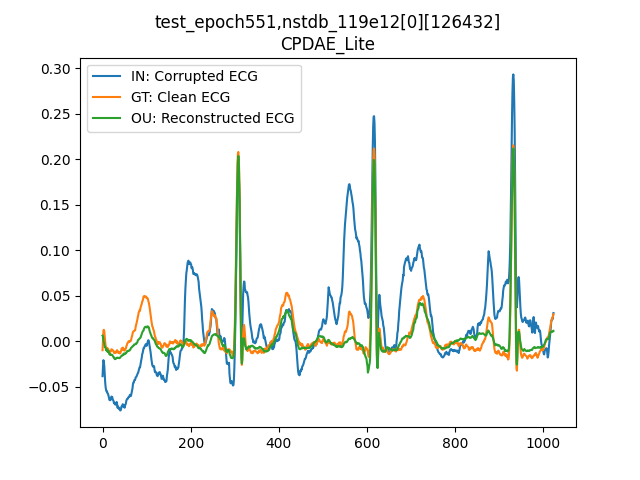 test_epoch551,nstdb_119e12[0][126432]
CPDAE_Lite
IN: Corrupted ECG
GT: Clean ECG
OU: Reconstructed ECG
0.30
0.25
0.20
0.15
0.10
0.05
0.00
−0.05
0 200 400 600 800 1000